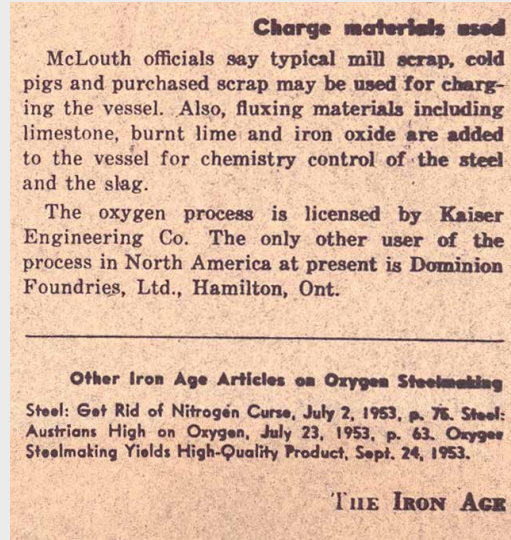 Charge materials used
McLouth officials say typical mill scrap, cold
pigs and purchased scrap may be used for charg-
ing the vessel. Also, fluxing materials including
limestone, burnt lime and iron oxide are added
to the vessel for chemistry control of the steel
and the slag.
The oxygen process is licensed by Kaiser
Engineering Co. The only other user of the
process in North America at present is Dominion
Foundries, Ltd., Hamilton, Ont.
Other Iron Age Articles on Oxygen Steelmaking
Steel: Get Rid of Nitrogen Curse, July 2, 1953, p. 76. Steel:
Austrians High on Oxygen, July 23, 1953, p. 63. Oxygen
Steelmaking Yields High-Quality Product, Sept. 24, 1953.
THE IRON AGE